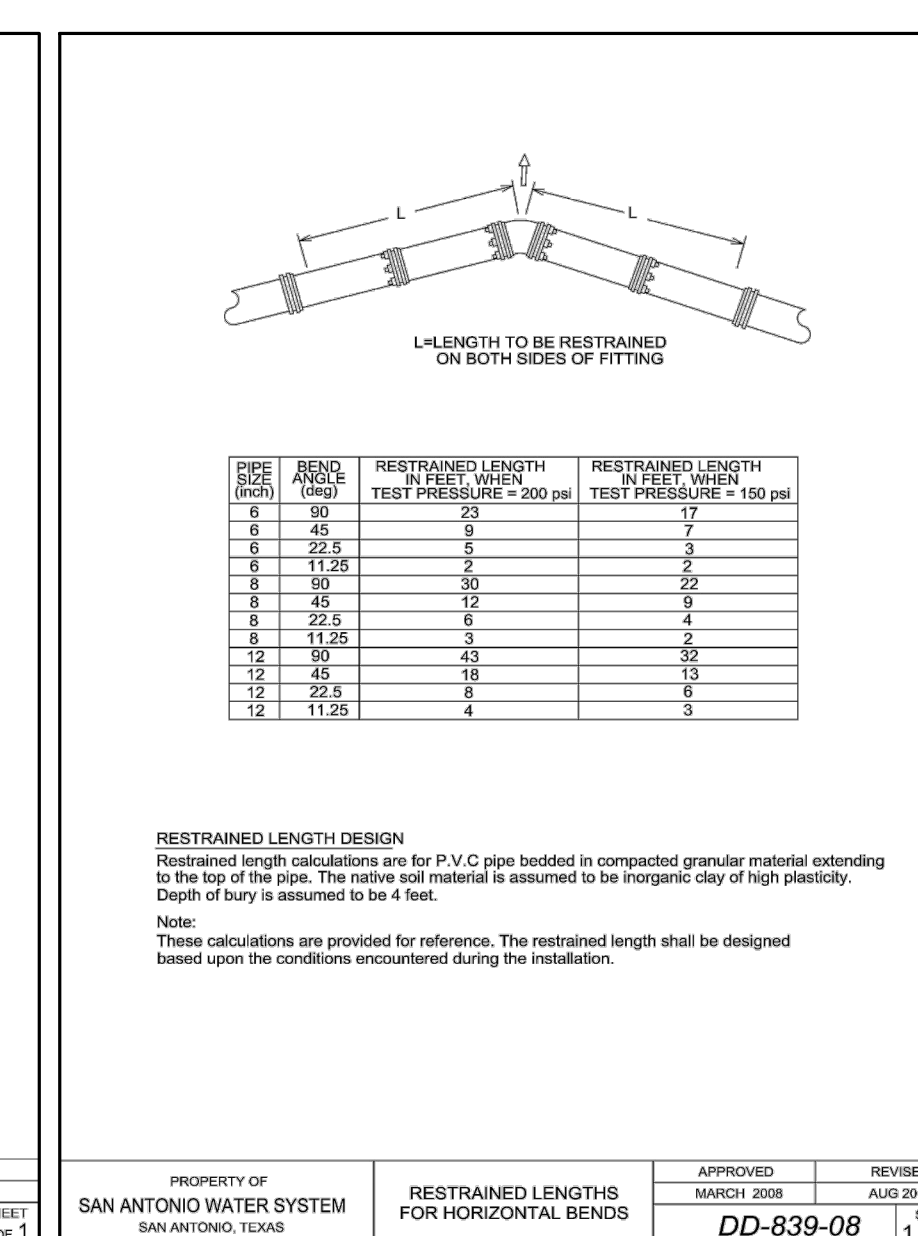 L
L
L=LENGTH TO BE RESTRAINED
ON BOTH SIDES OF FITTING
PIPE SIZE (inch) BEND ANGLE (deg) RESTRAINED LENGTH IN FEET, WHEN TEST PRESSURE = 200 psi RESTRAINED LENGTH IN FEET, WHEN TEST PRESSURE = 150 psi
6 90 23 17
6 45 9 7
6 22.5 5 3
6 11.25 2 2
8 90 30 22
8 45 12 9
8 22.5 6 4
8 11.25 3 2
12 90 43 32
12 45 18 13
12 22.5 8 6
12 11.25 4 3
RESTRAINED LENGTH DESIGN
Restrained length calculations are for P.V.C pipe bedded in compacted granular material extending
to the top of the pipe. The native soil material is assumed to be inorganic clay of high plasticity.
Depth of bury is assumed to be 4 feet.
Note:
These calculations are provided for reference. The restrained length shall be designed
based upon the conditions encountered during the installation.
PROPERTY OF
SAN ANTONIO WATER SYSTEM
SAN ANTONIO, TEXAS
RESTRAINED LENGTHS
FOR HORIZONTAL BENDS
APPROVED
MARCH 2008
DD-839-08